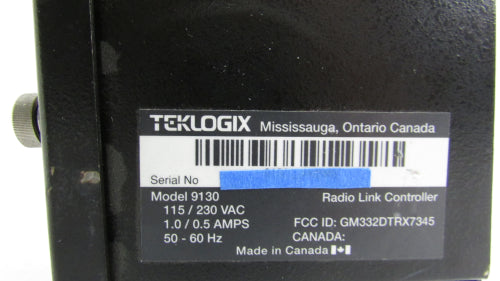 TEKLOGIX Mississauga, Ontario Canada
Serial No
Model 9130 Radio Link Controller
115 / 230 VAC
1.0 / 0.5 AMPS FCC ID: GM332DTRX7345
50 - 60 Hz CANADA:
Made in Canada